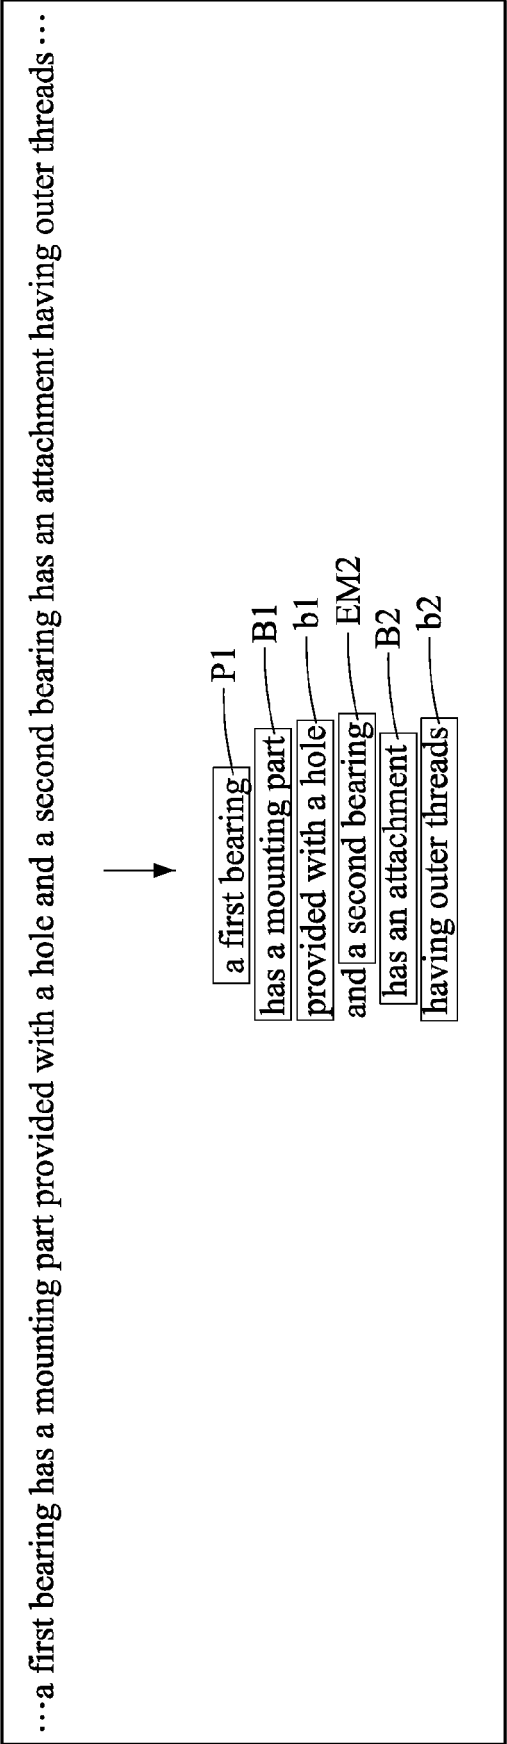 …a first bearing has a mounting part provided with a hole and a second bearing has an attachment having outer threads…
a first bearing P1
has a mounting part B1
provided with a hole b1
and a second bearing EM2
has an attachment B2
having outer threads b2